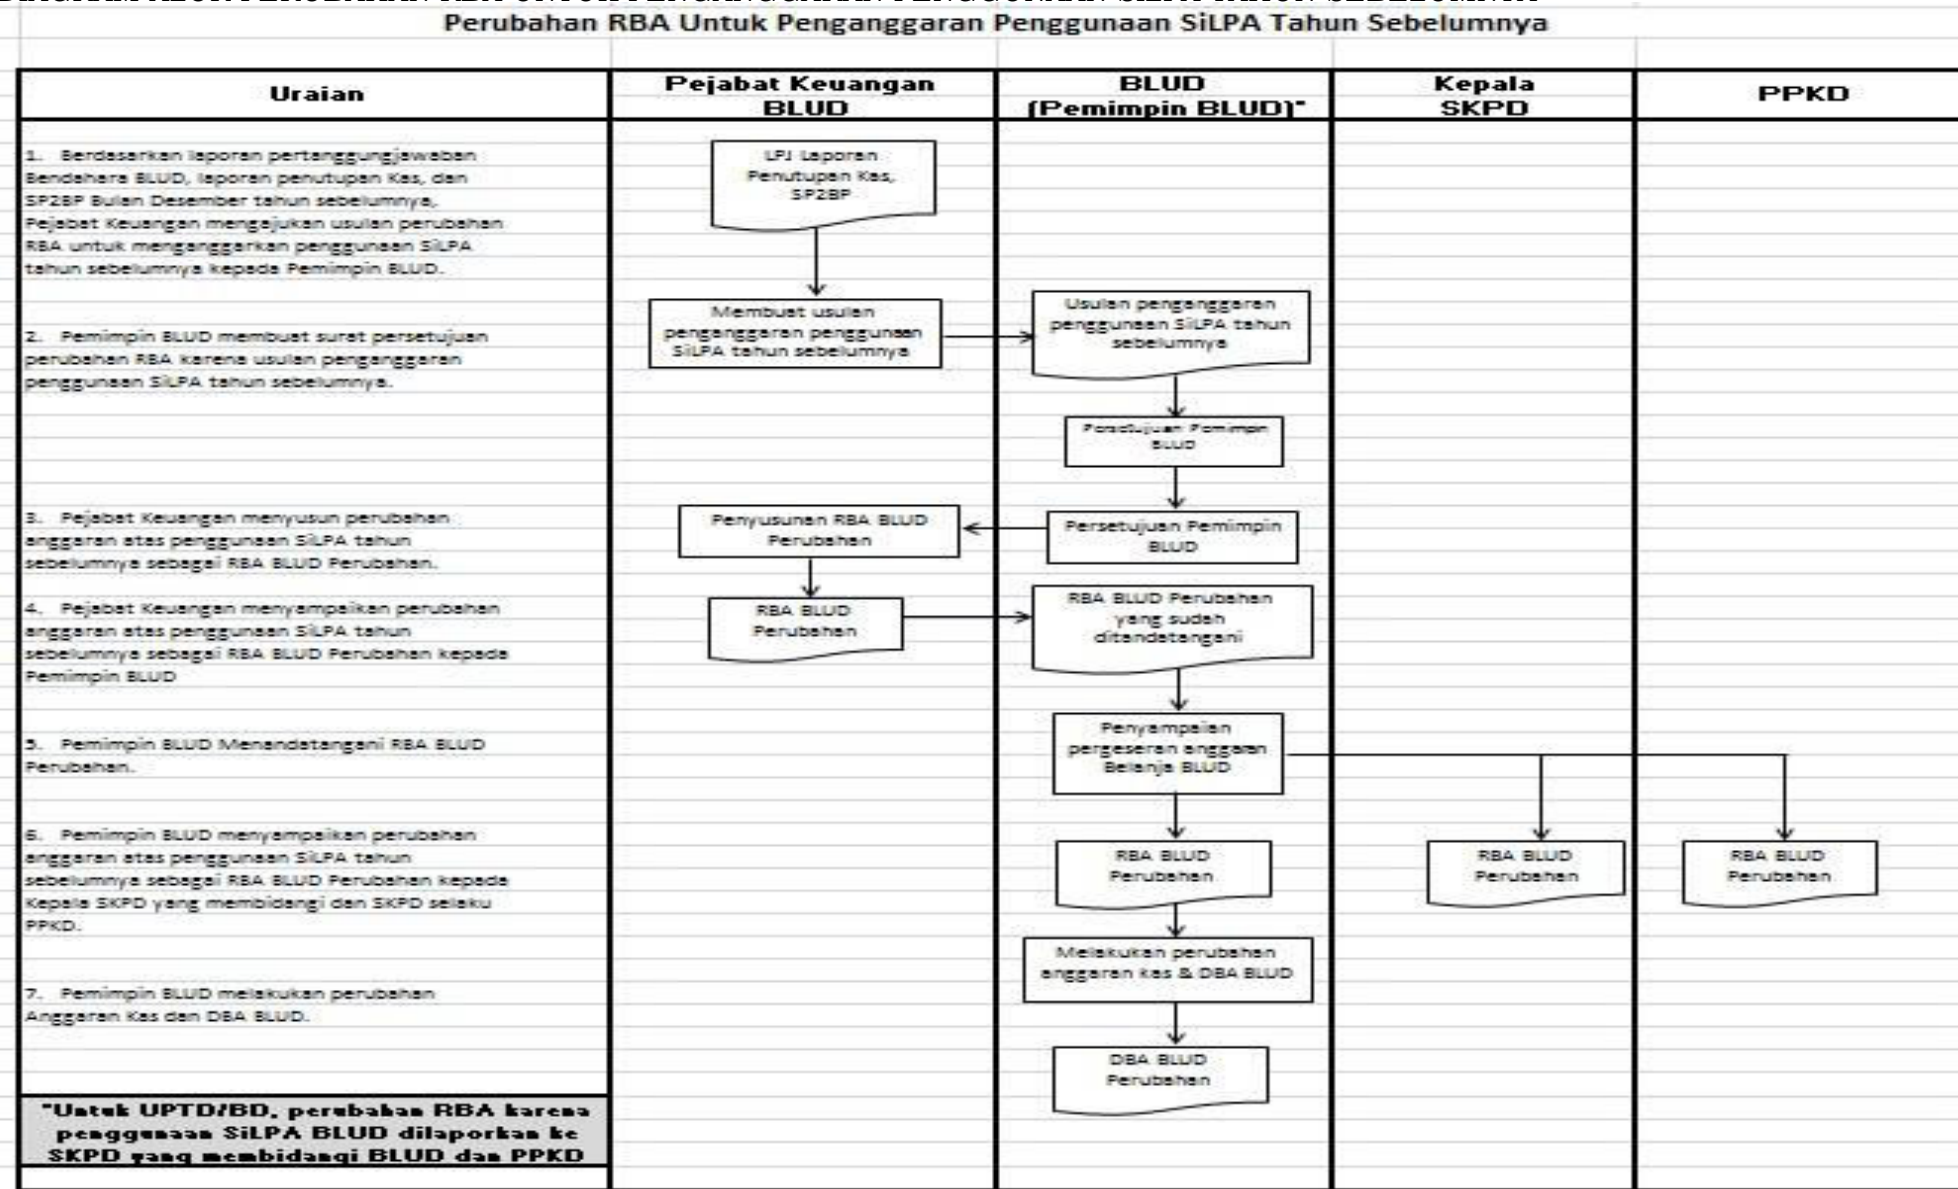 Perubahan RBA Untuk Penganggaran Penggunaan SiLPA Tahun Sebelumnya
Uraian
Pejabat Keuangan
BLUD
BLUD
(Pemimpin BLUD)*
Kepala
SKPD
PPKD
1. Berdasarkan laporan pertanggungjawaban
Bendahara BLUD, laporan penutupan Kas, dan
SP2BP Bulan Desember tahun sebelumnya,
Pejabat Keuangan mengajukan usulan perubahan
RBA untuk menganggarkan penggunaan SiLPA
tahun sebelumnya kepada Pemimpin BLUD.
2. Pemimpin BLUD membuat surat persetujuan
perubahan RBA karena usulan penganggaran
penggunaan SiLPA tahun sebelumnya.
3. Pejabat Keuangan menyusun perubahan
anggaran atas penggunaan SiLPA tahun
sebelumnya sebagai RBA BLUD Perubahan.
4. Pejabat Keuangan menyampaikan perubahan
anggaran atas penggunaan SiLPA tahun
sebelumnya sebagai RBA BLUD Perubahan kepada
Pemimpin BLUD
5. Pemimpin BLUD Menandatangani RBA BLUD
Perubahan.
6. Pemimpin BLUD menyampaikan perubahan
anggaran atas penggunaan SiLPA tahun
sebelumnya sebagai RBA BLUD Perubahan kepada
Kepala SKPD yang membidangi dan SKPD selaku
PPKD.
7. Pemimpin BLUD melakukan perubahan
Anggaran Kas dan DBA BLUD.
*Untuk UPTD/BD, perubahan RBA karena
penggunaan SiLPA BLUD dilaporkan ke
SKPD yang membidangi BLUD dan PPKD
LPJ Laporan
Penutupan Kas,
SP2BP
Membuat usulan
penganggaran penggunaan
SiLPA tahun sebelumnya
Usulan penganggaran
penggunaan SiLPA tahun
sebelumnya
Persetujuan Pemimpin
BLUD
Persetujuan Pemimpin
BLUD
Penyusunan RBA BLUD
Perubahan
RBA BLUD
Perubahan
RBA BLUD Perubahan
yang sudah
ditandatangani
Penyampaian
pergeseran anggaran
Belanja BLUD
RBA BLUD
Perubahan
RBA BLUD
Perubahan
RBA BLUD
Perubahan
Melakukan perubahan
anggaran kas & DBA BLUD
DBA BLUD
Perubahan